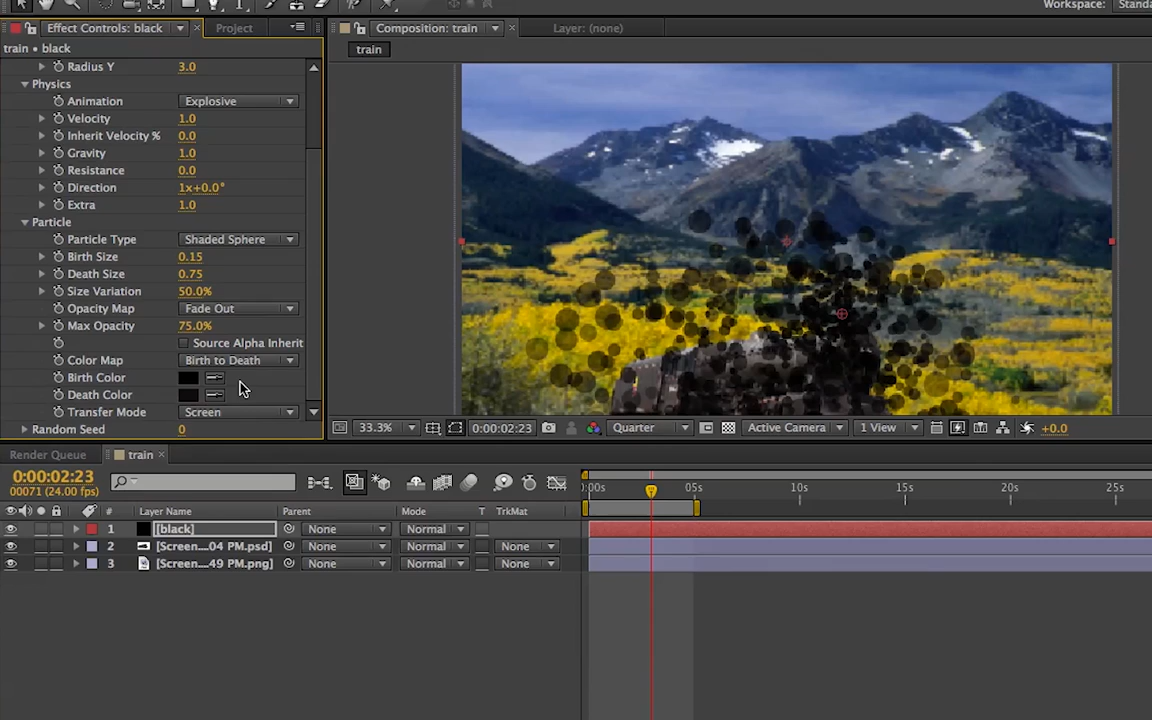 Workspace: Standa
Effect Controls: black Project
train • black
Radius Y 3.0
Physics
Animation Explosive
Velocity 1.0
Inherit Velocity % 0.0
Gravity 1.0
Resistance 0.0
Direction 1x+0.0°
Extra 1.0
Particle
Particle Type Shaded Sphere
Birth Size 0.15
Death Size 0.75
Size Variation 50.0%
Opacity Map Fade Out
Max Opacity 75.0%
Source Alpha Inherit
Color Map Birth to Death
Birth Color
Death Color
Transfer Mode Screen
Random Seed 0
Composition: train Layer: (none)
train
33.3% 0:00:02:23 Quarter Active Camera 1 View +0.0
Render Queue train
0:00:02:23
00071 (24.00 fps)
:00s 05s 10s 15s 20s 25s
# Layer Name Parent Mode T TrkMat
1 [black] None Normal
2 [Screen....04 PM.psd] None Normal None
3 [Screen....49 PM.png] None Normal None